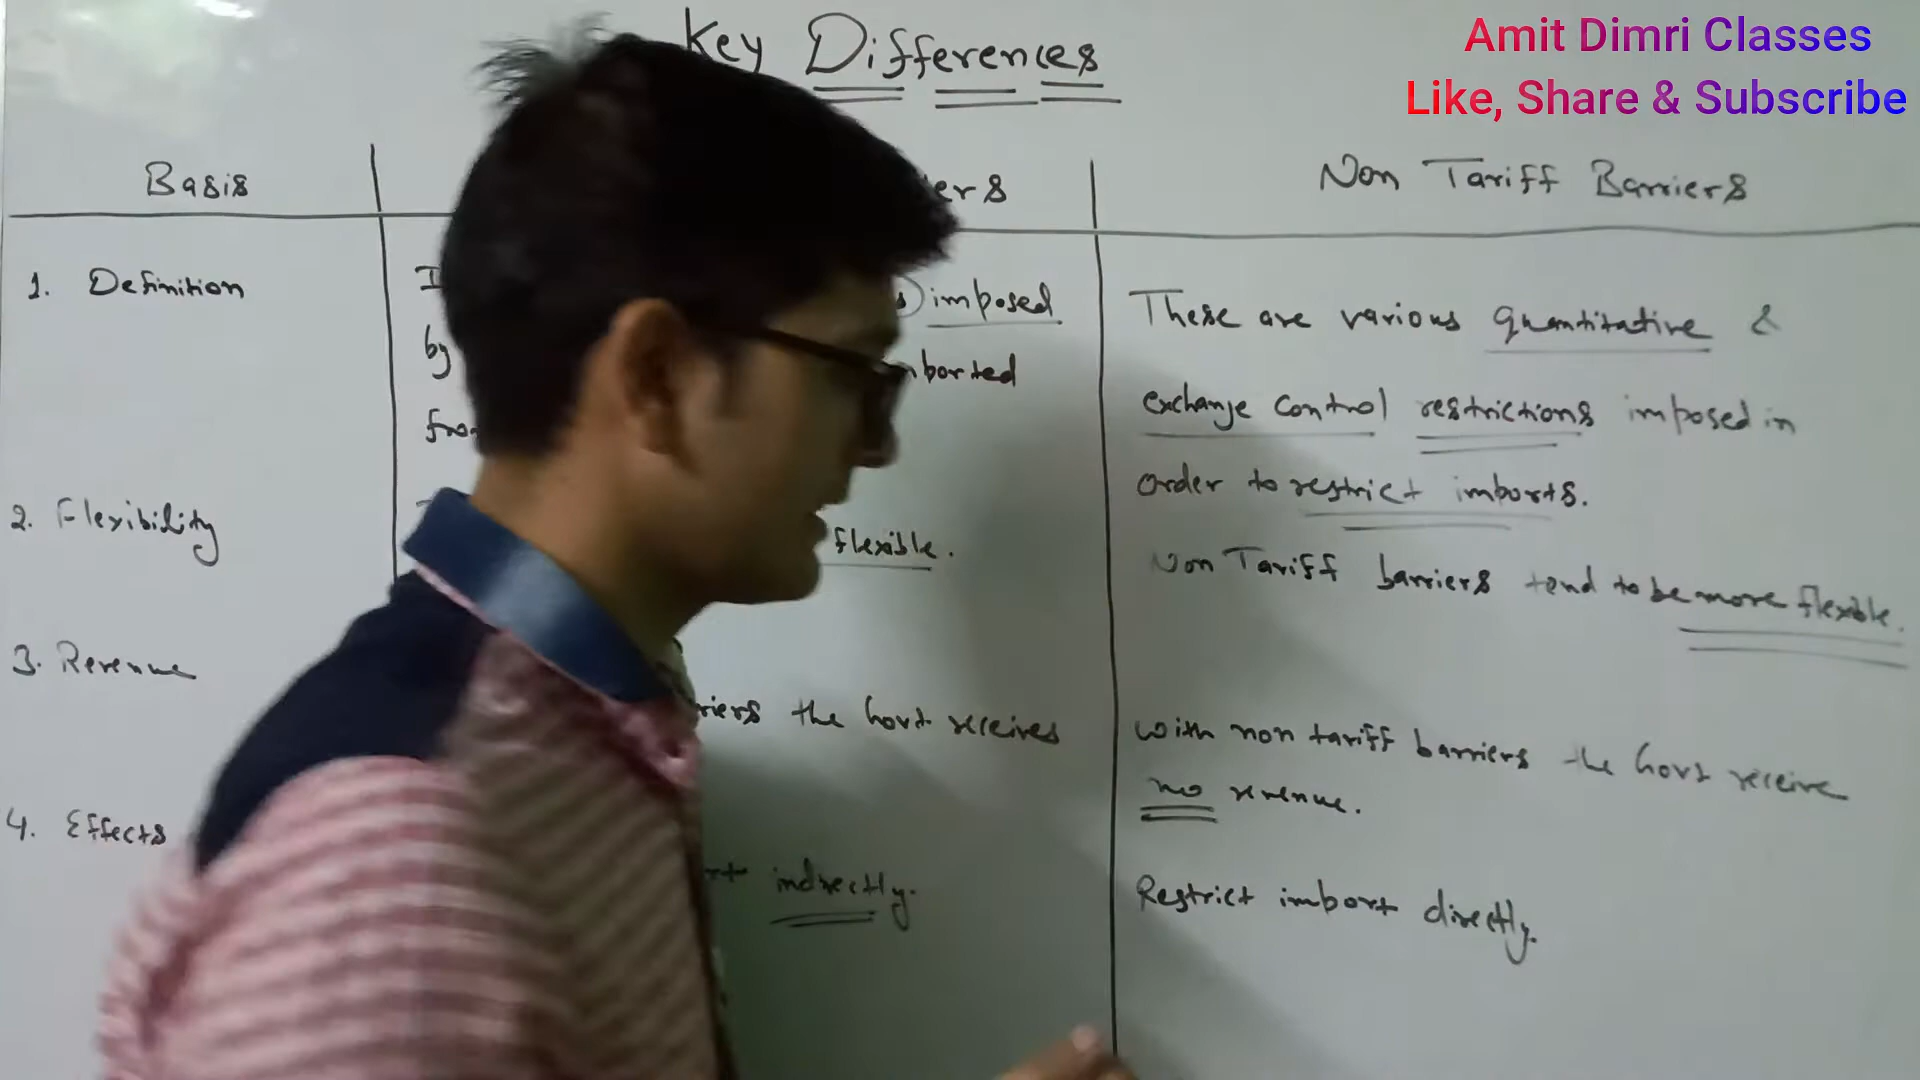 Key Differences
Amit Dimri Classes
Like, Share & Subscribe
Basis
Non Tariff Barriers
1. Definition
imposed
by
These are various quantitative &
exchange control restrictions imposed in
order to restrict imports.
2. Flexibility
flexible.
Non Tariff barriers tend to be more flexible.
3. Revenue
the Govt receives
with non tariff barriers the Govt receive
no revenue.
4. Effects
indirectly.
Restrict import directly.